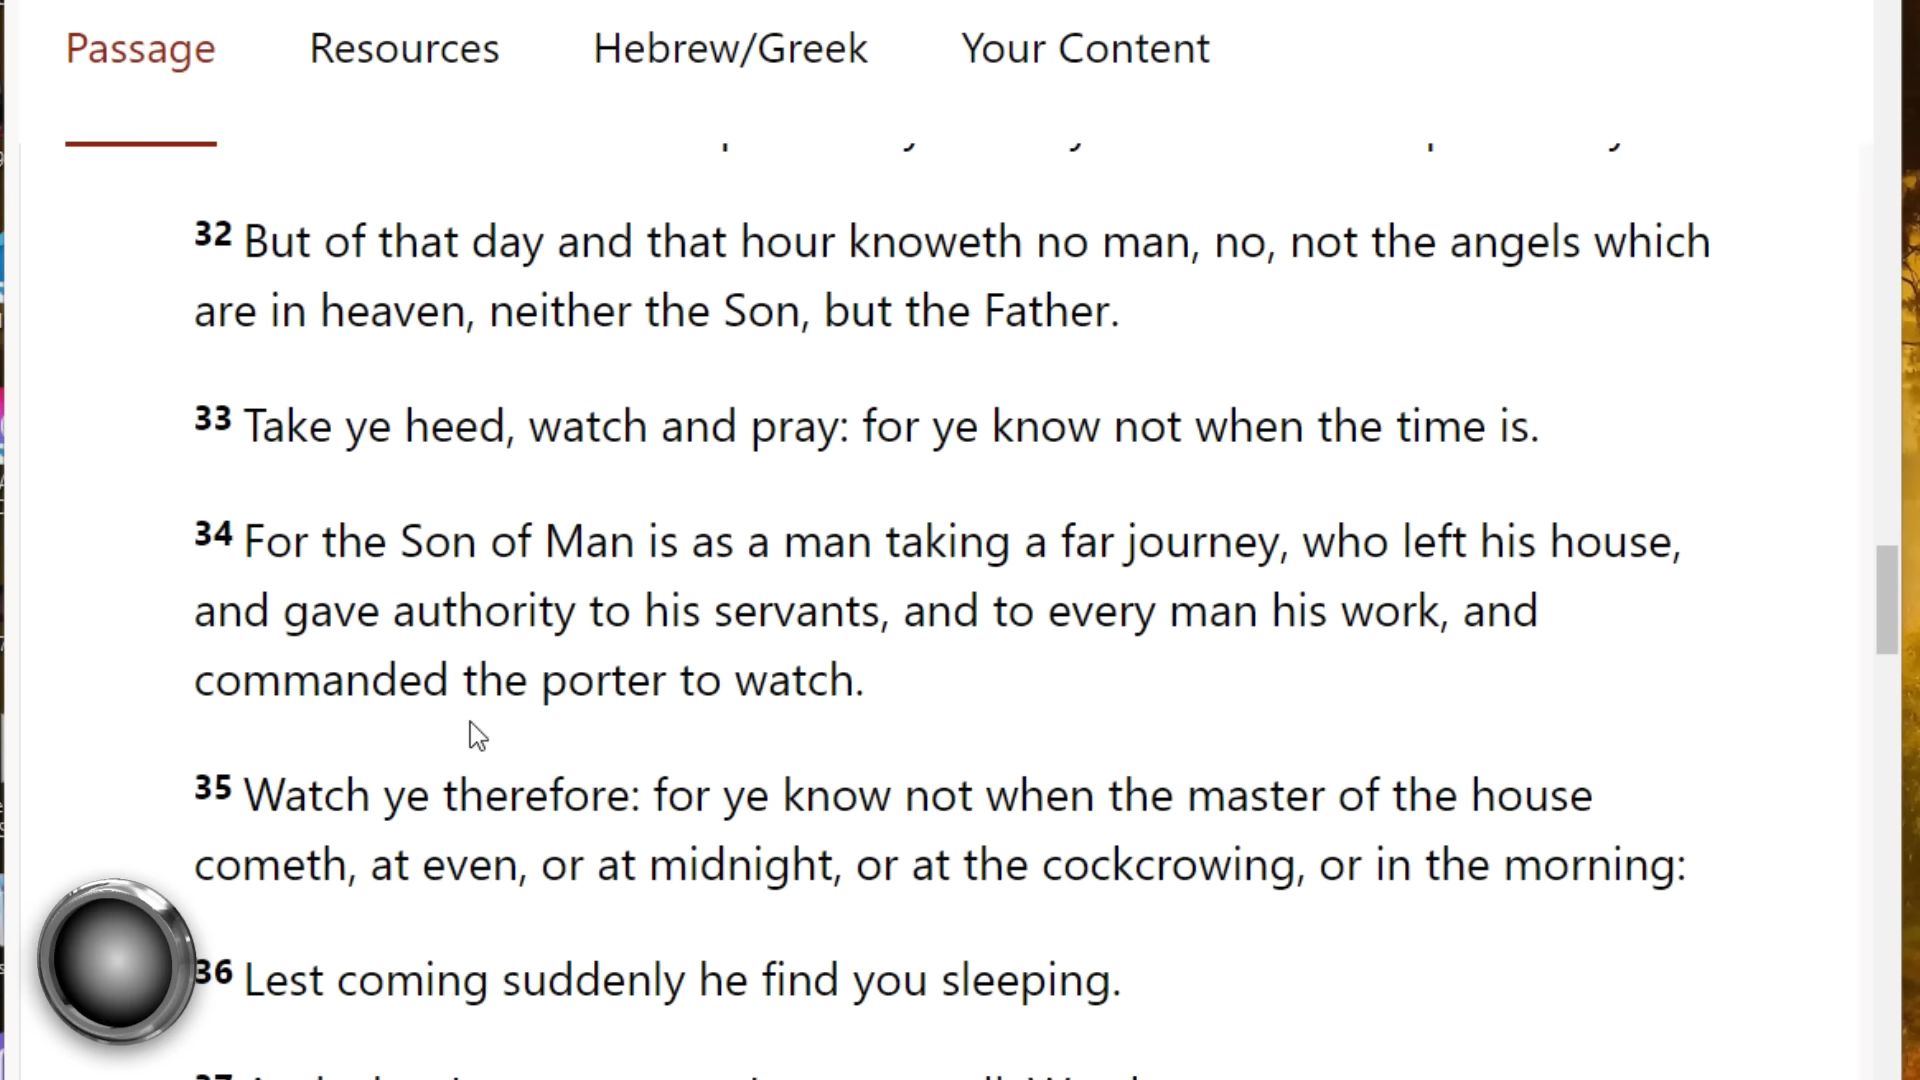 Passage Resources Hebrew/Greek Your Content
32 But of that day and that hour knoweth no man, no, not the angels which
are in heaven, neither the Son, but the Father.
33 Take ye heed, watch and pray: for ye know not when the time is.
34 For the Son of Man is as a man taking a far journey, who left his house,
and gave authority to his servants, and to every man his work, and
commanded the porter to watch.
35 Watch ye therefore: for ye know not when the master of the house
cometh, at even, or at midnight, or at the cockcrowing, or in the morning:
36 Lest coming suddenly he find you sleeping.